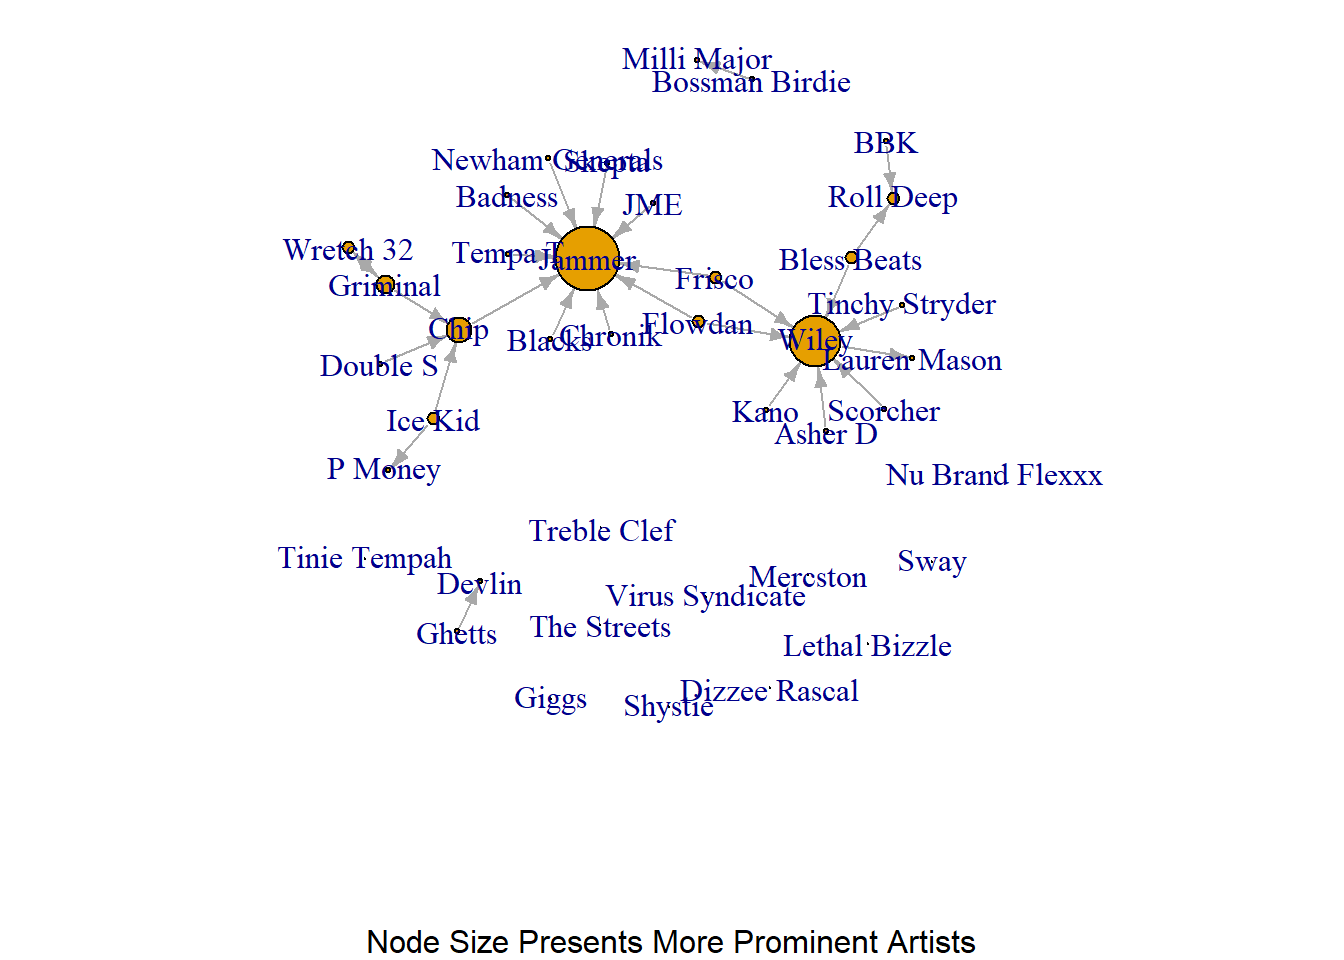 Milli Major
Bossman Birdie
BBK
Newham Generals
Skepta
Badness
JME
Roll Deep
Wretch 32
Tempa T
Jammer
Bless Beats
Griminal
Frisco
Tinchy Stryder
Chip
Flowdan
Blacks
Chronik
Wiley
Double S
Lauren Mason
Ice Kid
Kano
Scorcher
Asher D
P Money
Nu Brand Flexxx
Treble Clef
Tinie Tempah
Sway
Devlin
Mercston
Virus Syndicate
Ghetts
The Streets
Lethal Bizzle
Giggs
Shystie
Dizzee Rascal
Node Size Presents More Prominent Artists